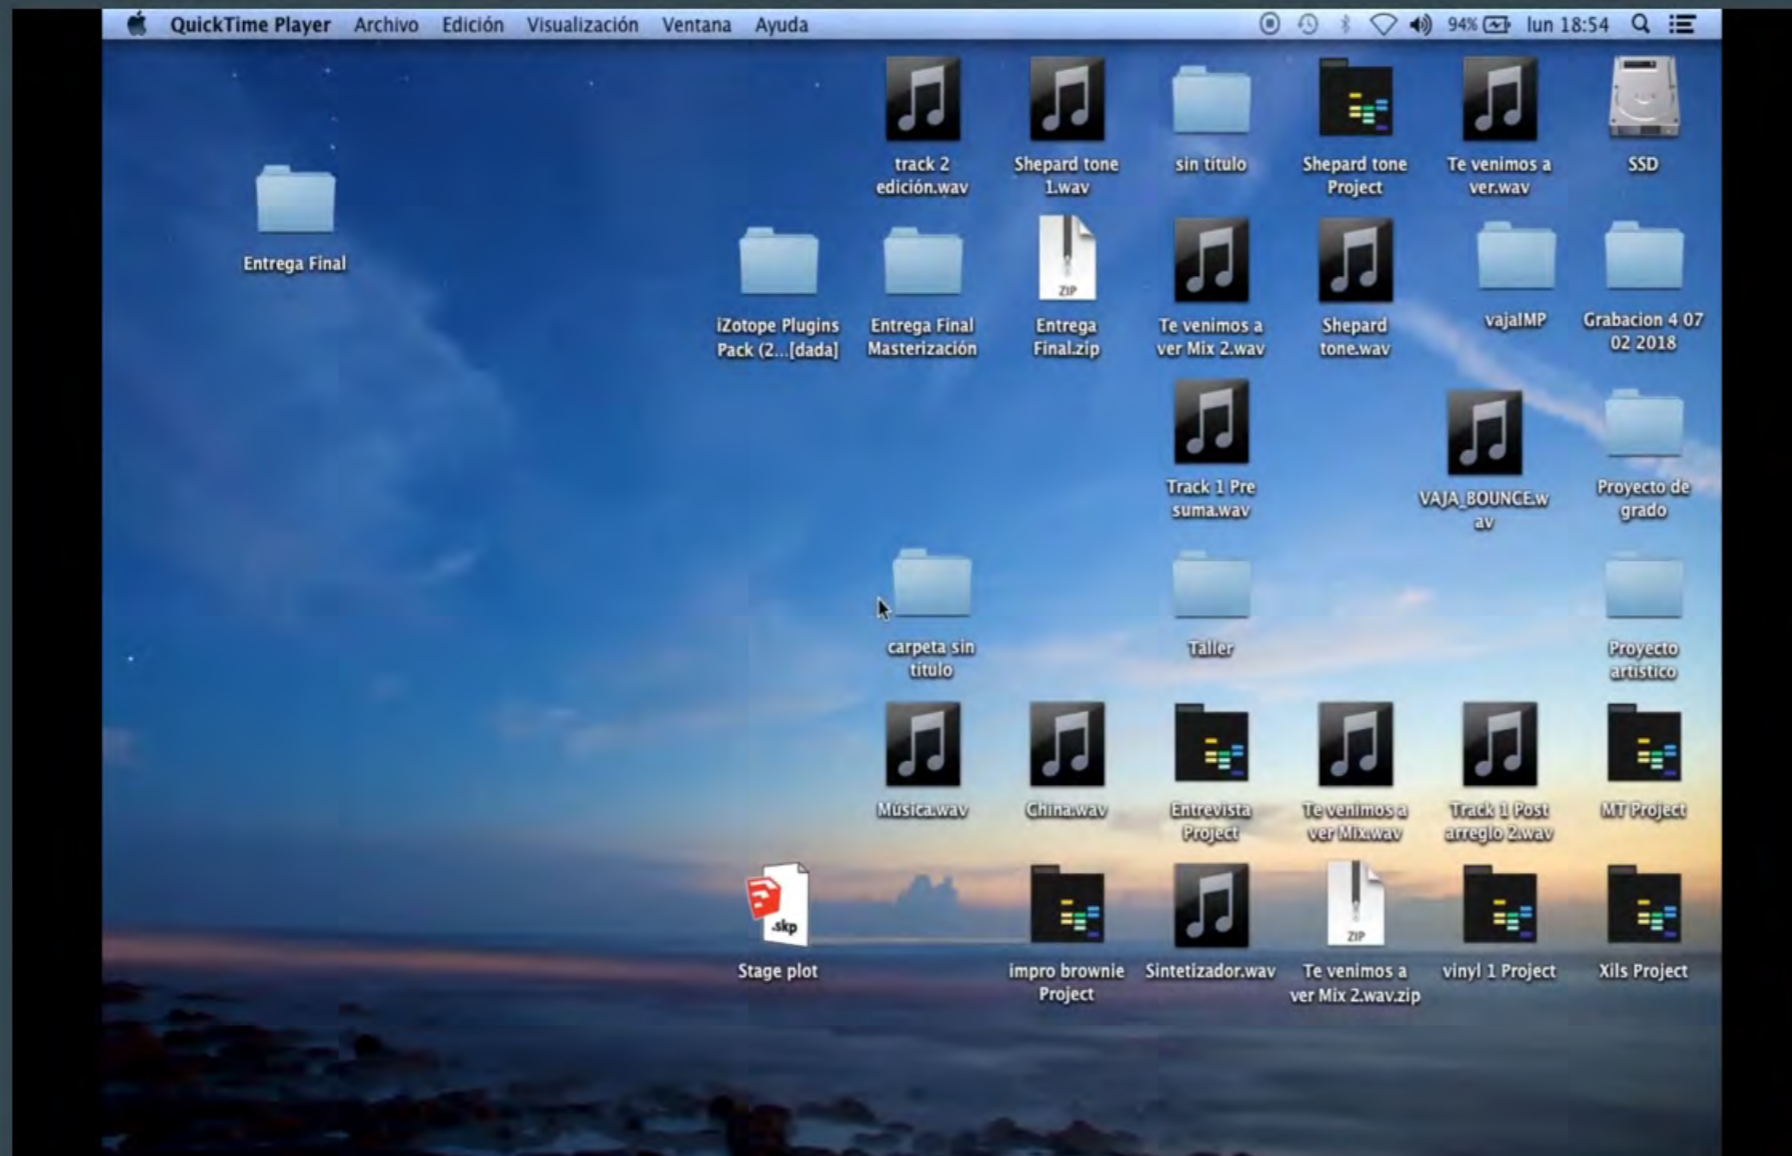 QuickTime Player Archivo Edición Visualización Ventana Ayuda 94% lun 18:54
track 2
edición.wav
Shepard tone
1.wav
sin título
Shepard tone
Project
Te venimos a
ver.wav
SSD
Entrega Final
iZotope Plugins
Pack (2...[dada]
Entrega Final
Masterización
ZIP
Entrega
Final.zip
Te venimos a
ver Mix 2.wav
Shepard
tone.wav
vajaIMP
Grabacion 4 07
02 2018
Track 1 Pre
suma.wav
VAJA_BOUNCE.w
av
Proyecto de
grado
carpeta sin
título
Taller
Proyecto
artístico
Música.wav
China.wav
Entrevista
Project
Te venimos a
ver Mix.wav
Track 1 Post
arreglo 2.wav
MT Project
.skp
Stage plot
impro brownie
Project
Sintetizador.wav
ZIP
Te venimos a
ver Mix 2.wav.zip
vinyl 1 Project
Xils Project